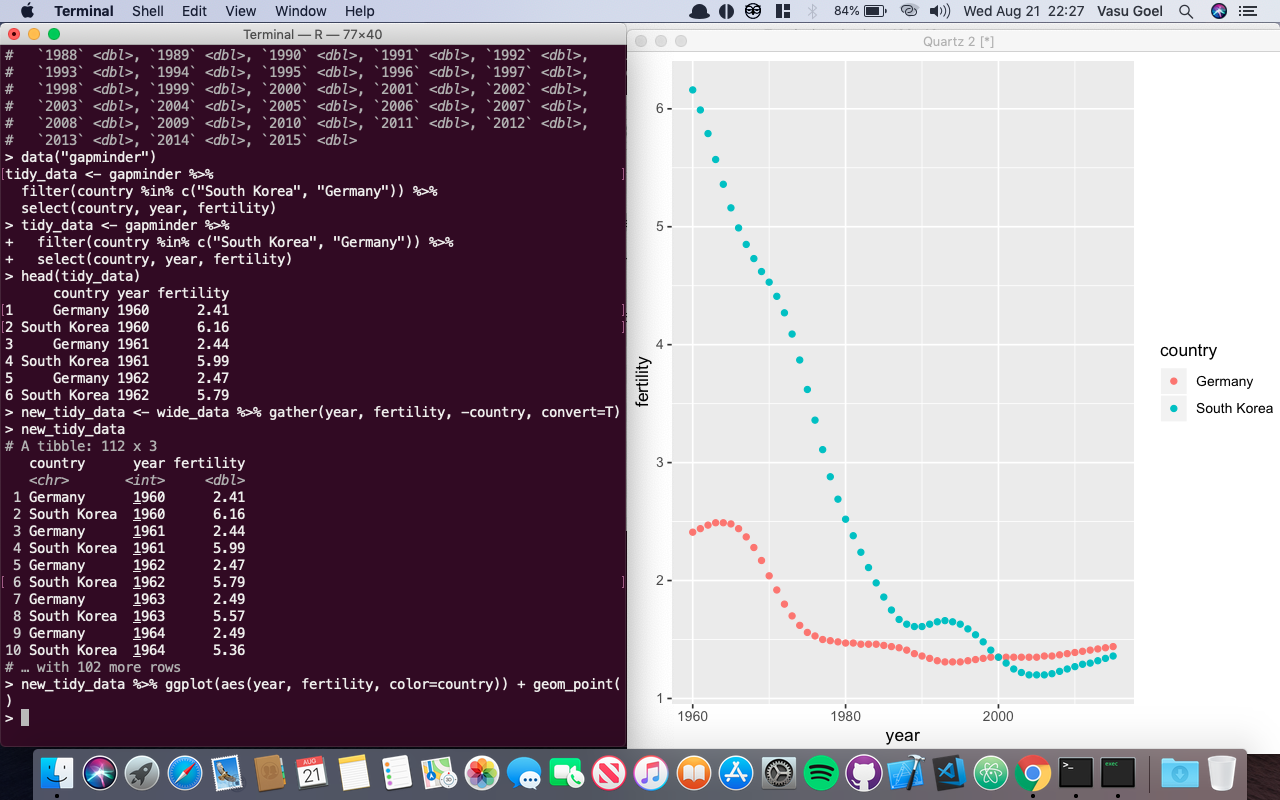 Terminal Shell Edit View Window Help 84% Wed Aug 21 22:27 Vasu Goel
Terminal — R — 77×40
#   `1988` <dbl>, `1989` <dbl>, `1990` <dbl>, `1991` <dbl>, `1992` <dbl>,
#   `1993` <dbl>, `1994` <dbl>, `1995` <dbl>, `1996` <dbl>, `1997` <dbl>,
#   `1998` <dbl>, `1999` <dbl>, `2000` <dbl>, `2001` <dbl>, `2002` <dbl>,
#   `2003` <dbl>, `2004` <dbl>, `2005` <dbl>, `2006` <dbl>, `2007` <dbl>,
#   `2008` <dbl>, `2009` <dbl>, `2010` <dbl>, `2011` <dbl>, `2012` <dbl>,
#   `2013` <dbl>, `2014` <dbl>, `2015` <dbl>
> data("gapminder")
[tidy_data <- gapminder %>% ]
  filter(country %in% c("South Korea", "Germany")) %>%
  select(country, year, fertility)
> tidy_data <- gapminder %>%
+   filter(country %in% c("South Korea", "Germany")) %>%
+   select(country, year, fertility)
> head(tidy_data)
      country year fertility
[1     Germany 1960      2.41 ]
[2 South Korea 1960      6.16 ]
3     Germany 1961      2.44
4 South Korea 1961      5.99
5     Germany 1962      2.47
6 South Korea 1962      5.79
> new_tidy_data <- wide_data %>% gather(year, fertility, -country, convert=T)
> new_tidy_data
# A tibble: 112 x 3
   country      year fertility
   <chr>       <int>     <dbl>
 1 Germany      1960      2.41
 2 South Korea  1960      6.16
 3 Germany      1961      2.44
 4 South Korea  1961      5.99
 5 Germany      1962      2.47
[ 6 South Korea  1962      5.79 ]
 7 Germany      1963      2.49
 8 South Korea  1963      5.57
 9 Germany      1964      2.49
10 South Korea  1964      5.36
# … with 102 more rows
> new_tidy_data %>% ggplot(aes(year, fertility, color=country)) + geom_point(
)
>
Quartz 2 [*]
6
5
4
3
2
1
fertility
1960 1980 2000
year
country
Germany
South Korea
AUG
21
>_
exec